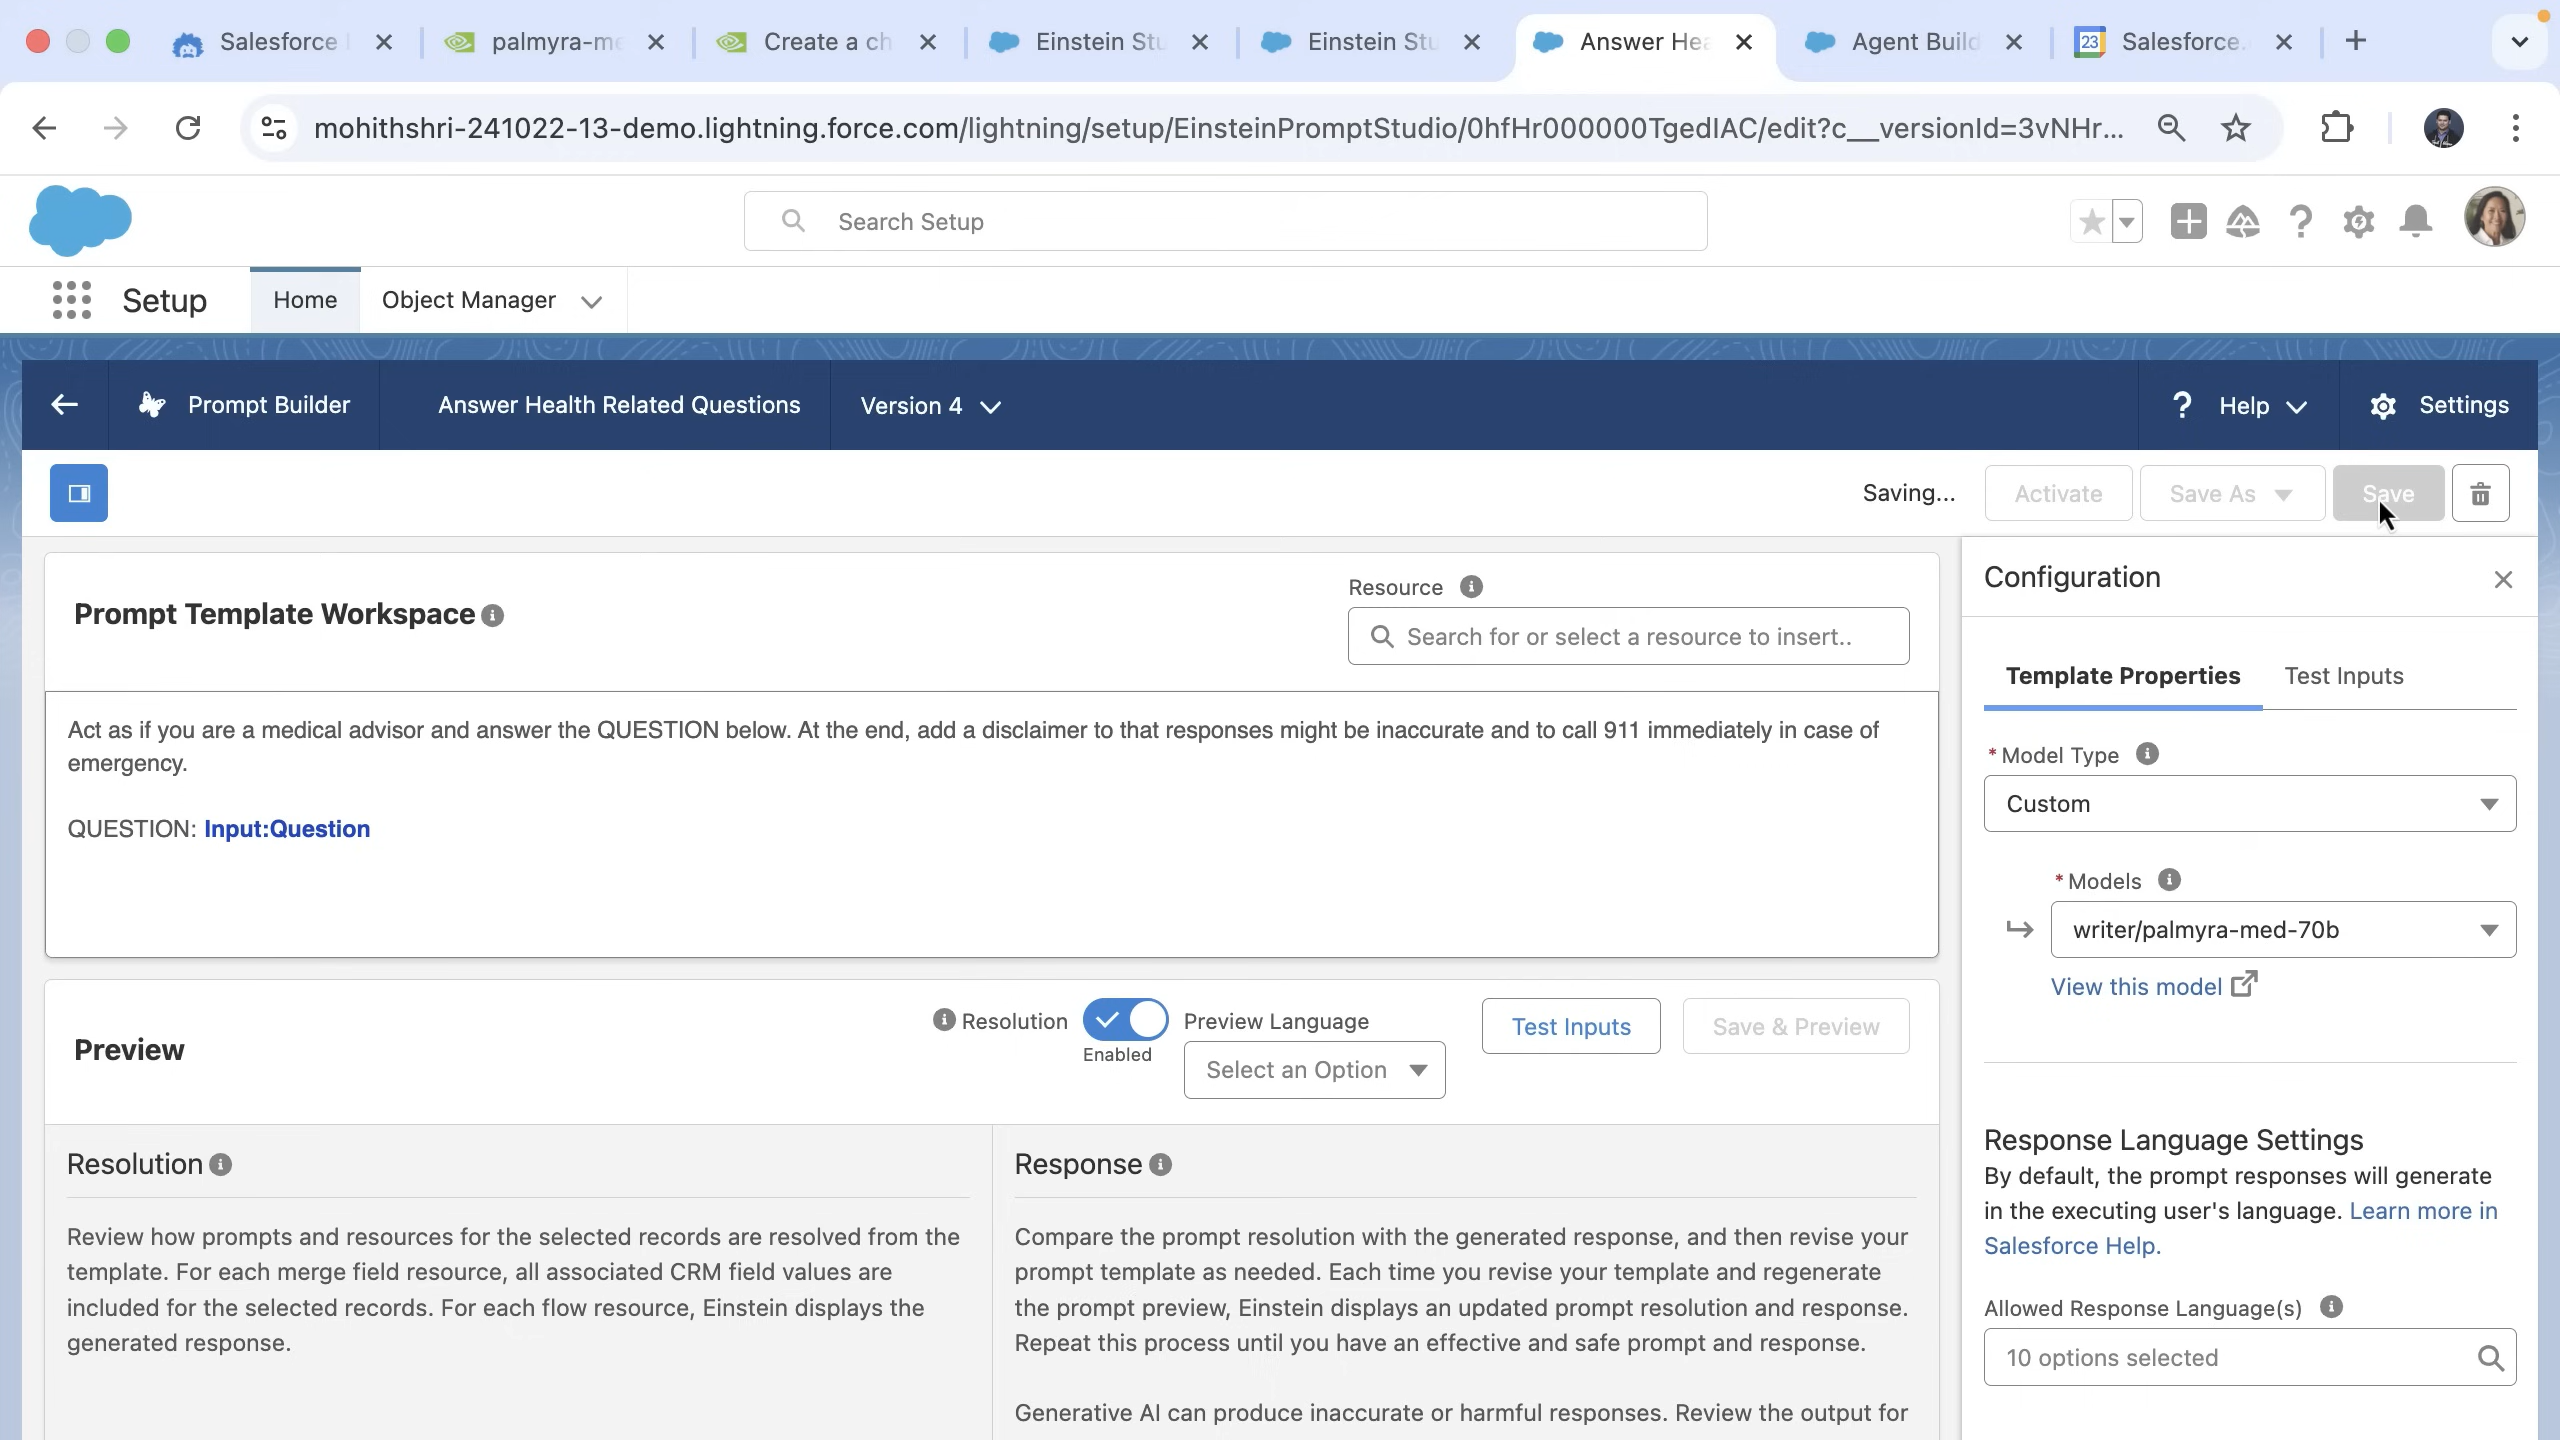 Salesforce
palmyra-me
Create a ch
Einstein Stu
Einstein Stu
Answer Hea
Agent Build
23
Salesforce.
mohithshri-241022-13-demo.lightning.force.com/lightning/setup/EinsteinPromptStudio/0hfHr000000TgedIAC/edit?c__versionId=3vNHr...
Search Setup
Setup
Home
Object Manager
Prompt Builder
Answer Health Related Questions
Version 4
? Help
Settings
Saving...
Activate
Save As
Save
Prompt Template Workspace
Resource
Search for or select a resource to insert..
Act as if you are a medical advisor and answer the QUESTION below. At the end, add a disclaimer to that responses might be inaccurate and to call 911 immediately in case of
emergency.
QUESTION: Input:Question
Preview
Resolution
Enabled
Preview Language
Select an Option
Test Inputs
Save & Preview
Resolution
Review how prompts and resources for the selected records are resolved from the
template. For each merge field resource, all associated CRM field values are
included for the selected records. For each flow resource, Einstein displays the
generated response.
Response
Compare the prompt resolution with the generated response, and then revise your
prompt template as needed. Each time you revise your template and regenerate
the prompt preview, Einstein displays an updated prompt resolution and response.
Repeat this process until you have an effective and safe prompt and response.
Generative AI can produce inaccurate or harmful responses. Review the output for
Configuration
Template Properties
Test Inputs
* Model Type
Custom
* Models
writer/palmyra-med-70b
View this model
Response Language Settings
By default, the prompt responses will generate
in the executing user's language. Learn more in
Salesforce Help.
Allowed Response Language(s)
10 options selected